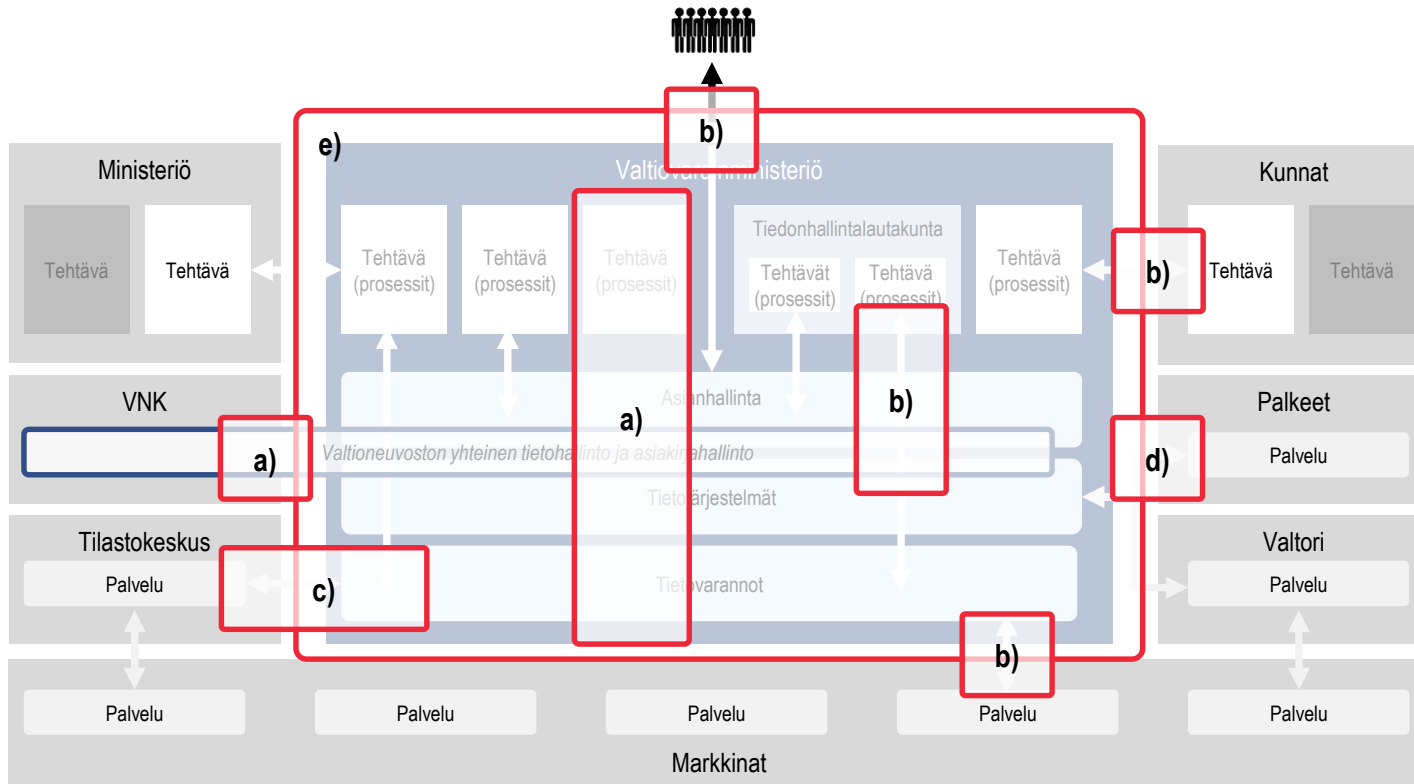 b)
e)
Ministeriö
Tehtävä
Tehtävä
Valtiovarainministeriö
Tehtävä
(prosessit)
Tehtävä
(prosessit)
Tehtävä
(prosessit)
Tiedonhallintalautakunta
Tehtävät
(prosessit)
Tehtävä
(prosessit)
Tehtävä
(prosessit)
b)
Kunnat
Tehtävä
Tehtävä
VNK
a)
Asianhallinta
Valtioneuvoston yhteinen tietohallinto ja asiakirjahallinto
a)
b)
Tietojärjestelmät
d)
Palkeet
Palvelu
Tilastokeskus
Palvelu
c)
Tietovarannot
b)
Valtori
Palvelu
Palvelu
Palvelu
Palvelu
Palvelu
Palvelu
Markkinat